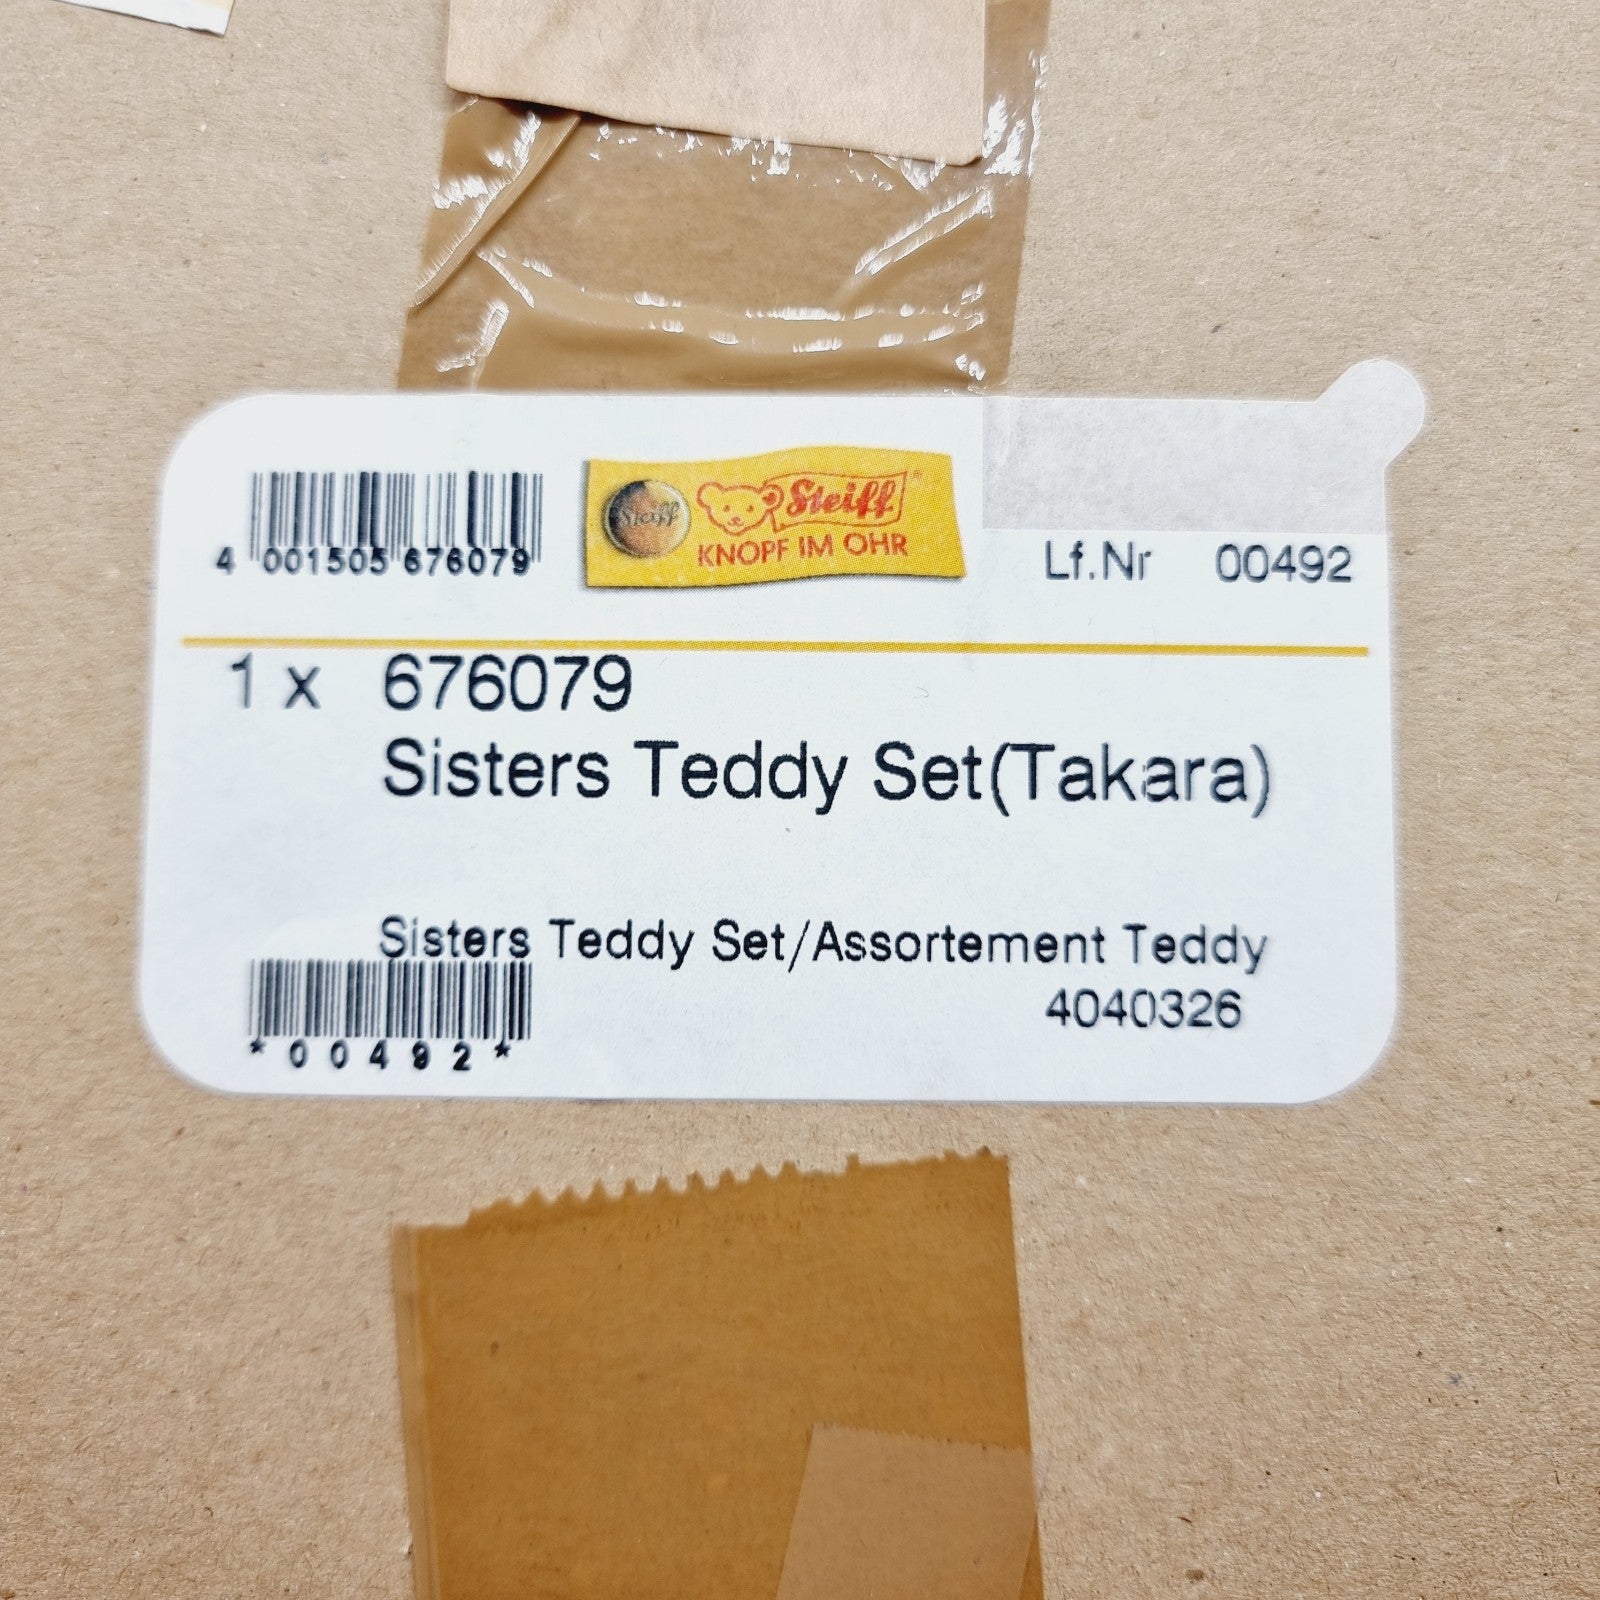 4 001505 676079
Steiff
Steiff
KNOPF IM OHR
Lf.Nr 00492
1 x 676079
Sisters Teddy Set(Takara)
Sisters Teddy Set/Assortement Teddy
4040326
*00492*